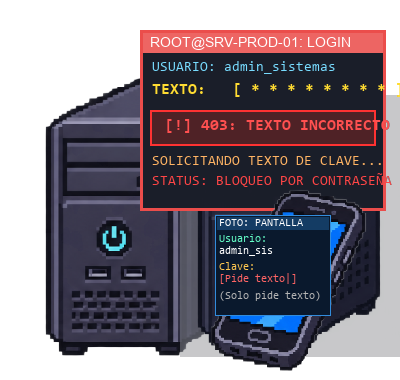 ROOT@SRV-PROD-01: LOGIN
USUARIO: admin_sistemas
TEXTO: [ * * * * * * * * ]
[!] 403: TEXTO INCORRECTO
SOLICITANDO TEXTO DE CLAVE...
STATUS: BLOQUEO POR CONTRASEÑA
FOTO: PANTALLA
Usuario:
admin_sis
Clave:
[Pide texto|]
(Solo pide texto)